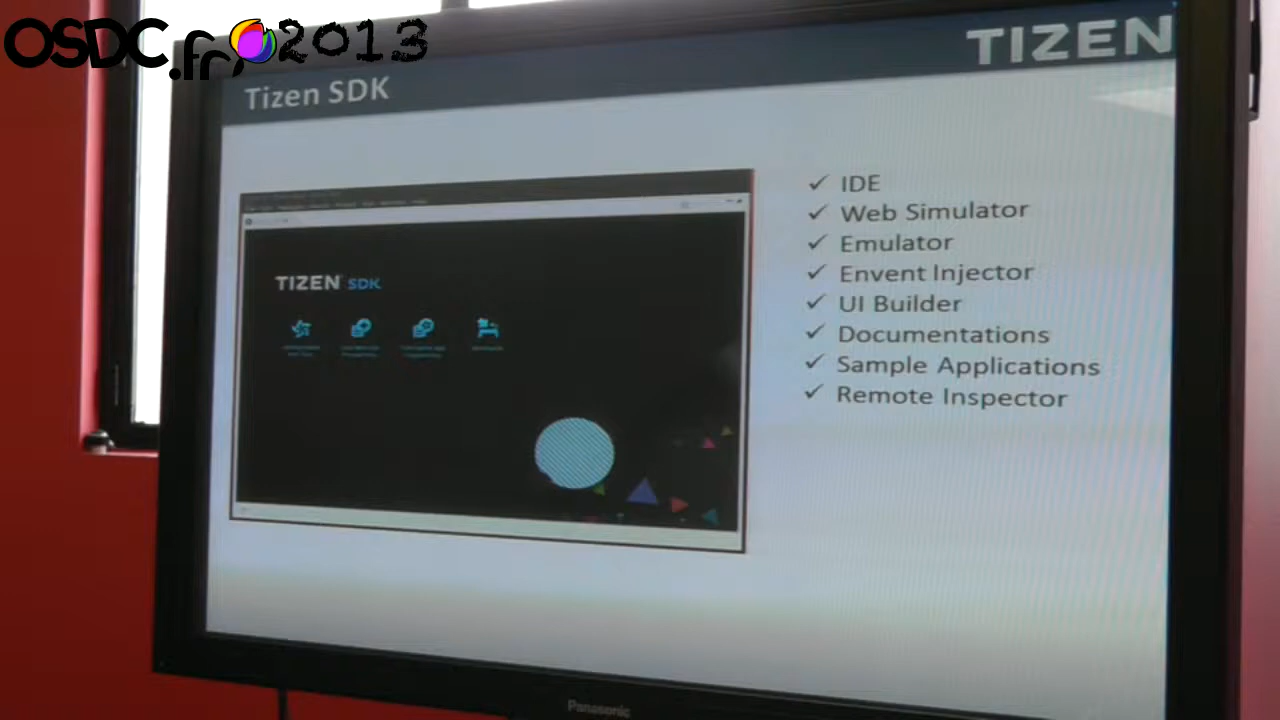 OSDC.fr 2013
TIZEN
Tizen SDK
TIZEN SDK
✓ IDE
✓ Web Simulator
✓ Emulator
✓ Envent Injector
✓ UI Builder
✓ Documentations
✓ Sample Applications
✓ Remote Inspector
Panasonic